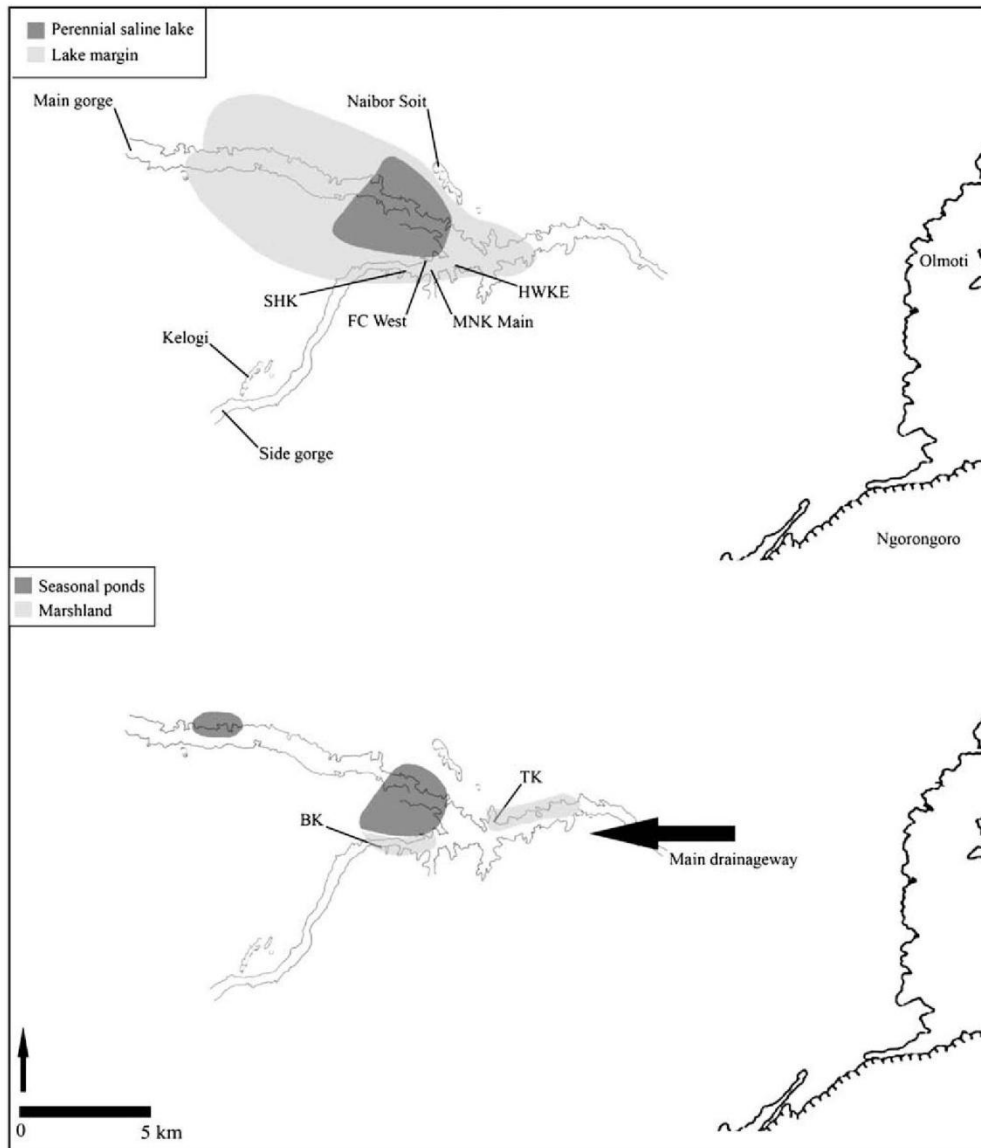 Perennial saline lake
Lake margin
Main gorge
Naibor Soit
Olmoti
SHK
HWKE
FC West
MNK Main
Kelogi
Side gorge
Ngorongoro
Seasonal ponds
Marshland
TK
BK
Main drainageway
0
5 km